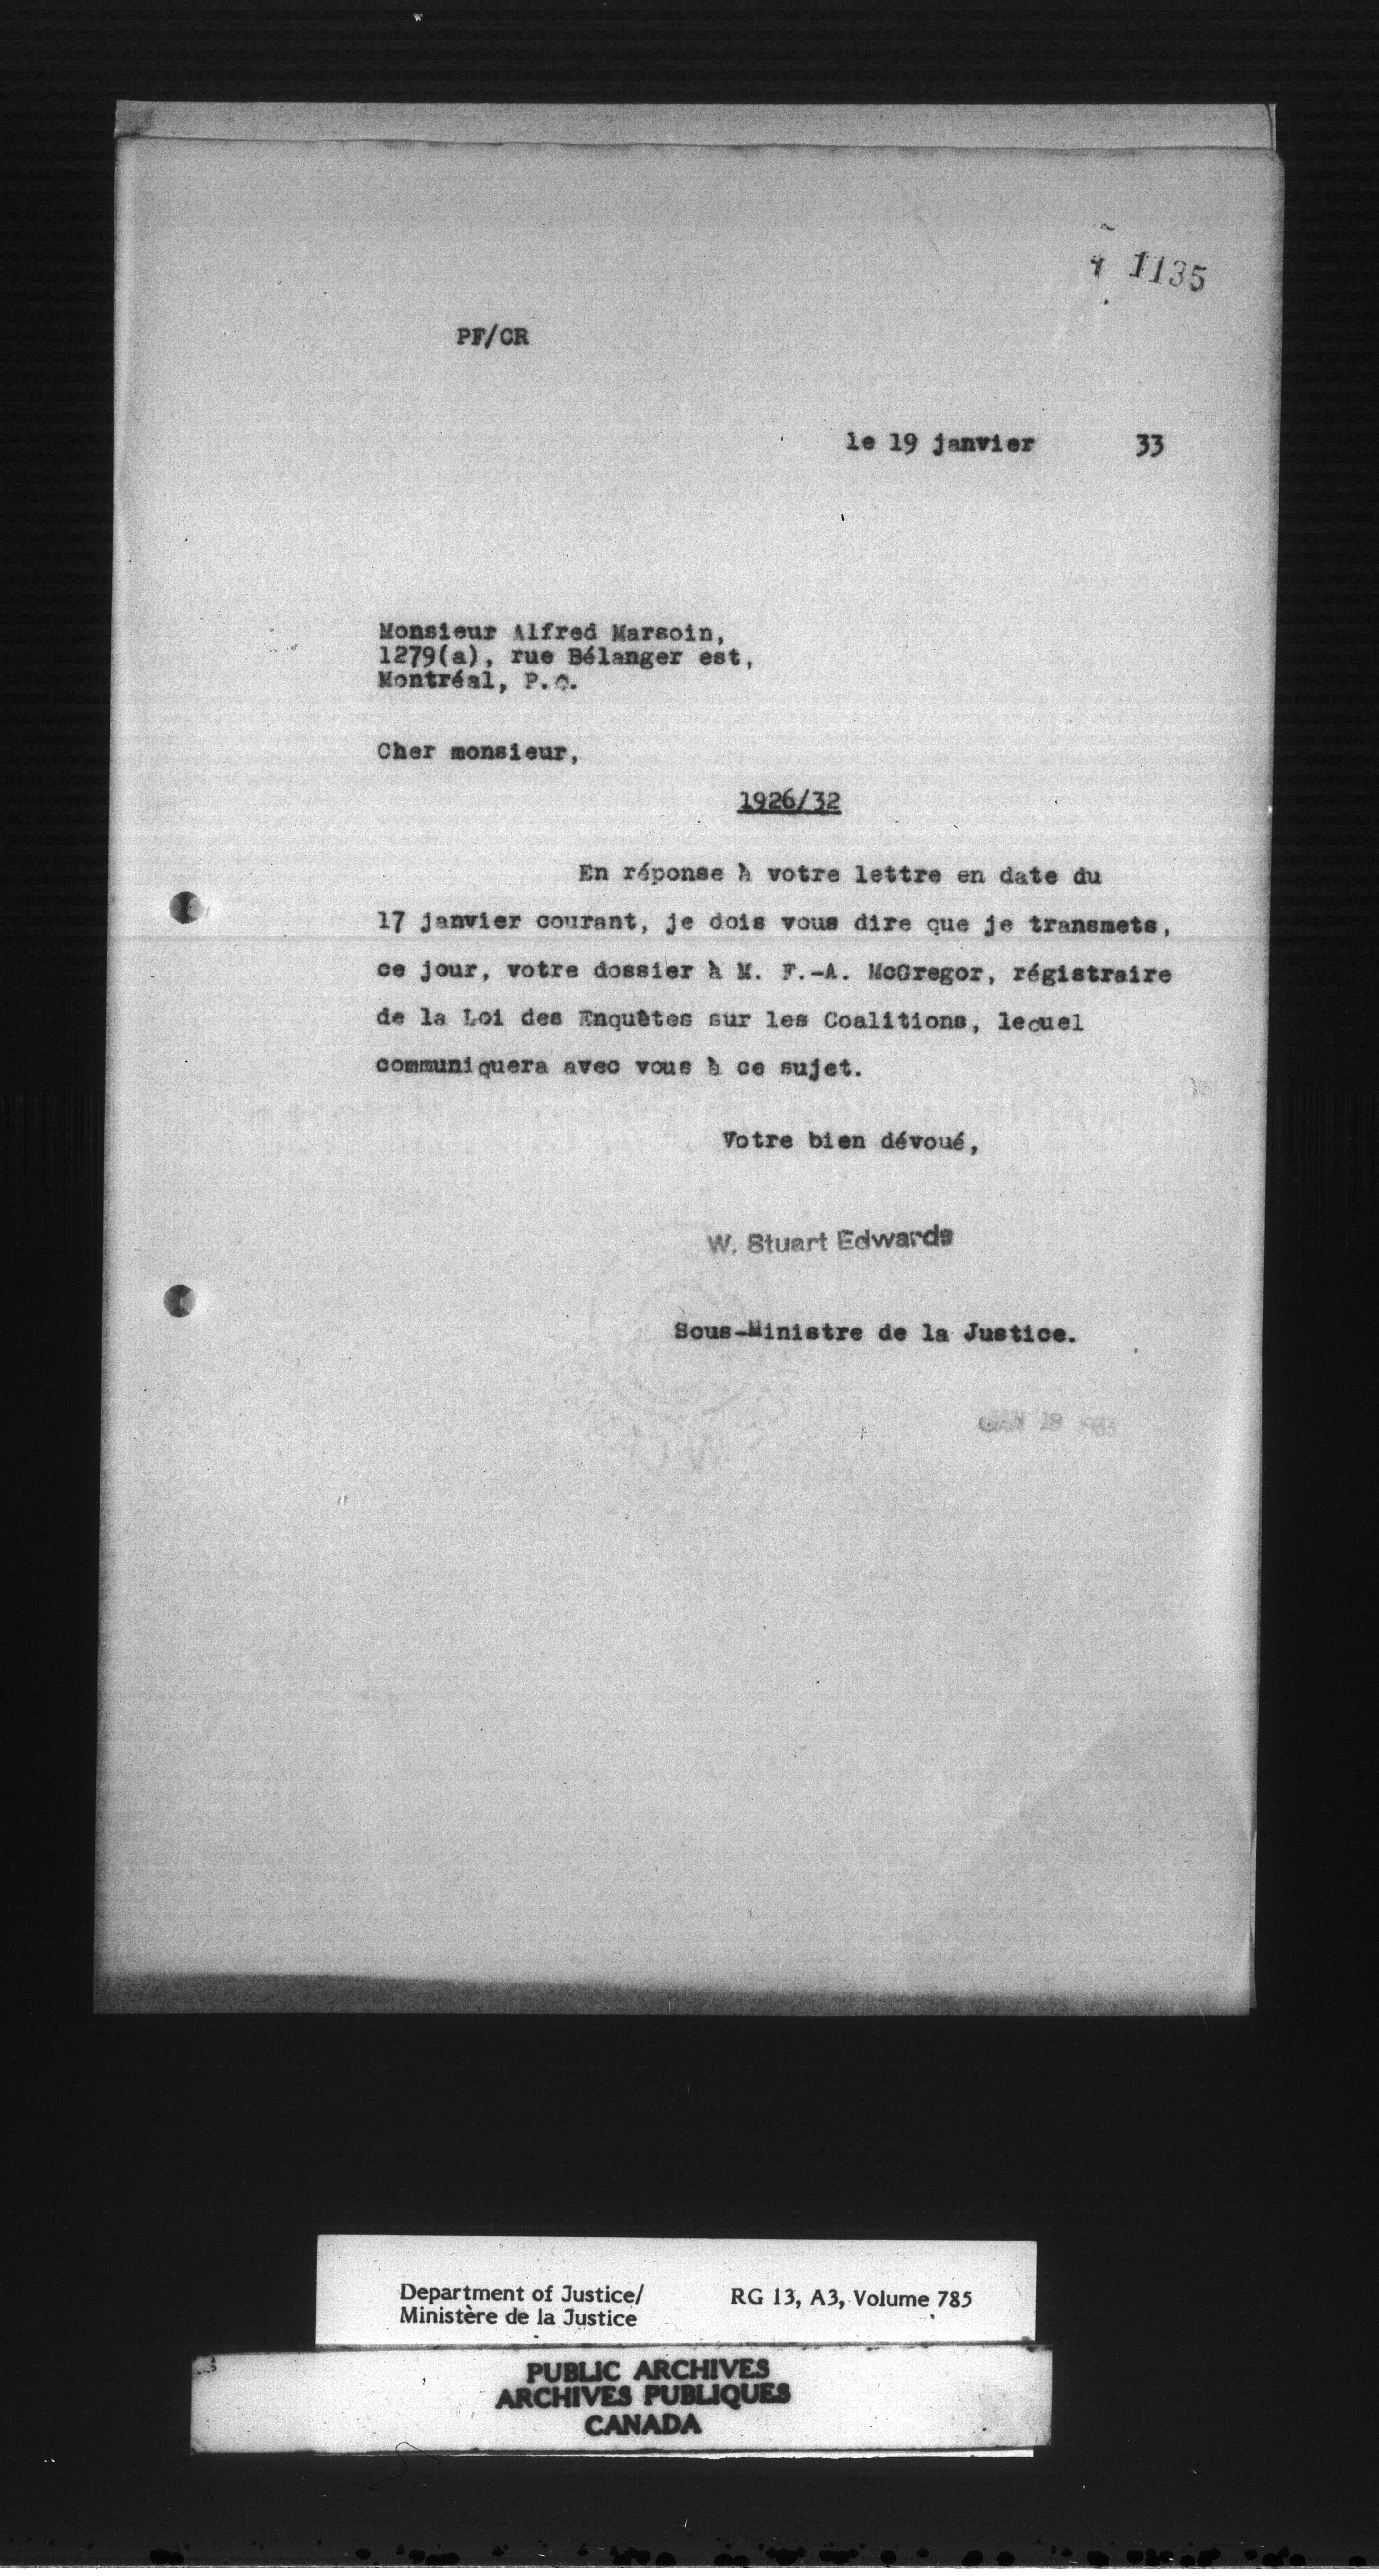 1135
PF/CR
le 19 janvier 33
Monsieur Alfred Marsoin,
1279(a), rue Bélanger est,
Montréal, P.Q.
Cher monsieur,
1926/32
En réponse à votre lettre en date du
17 janvier courant, je dois vous dire que je transmets,
ce jour, votre dossier à M. F.-A. McGregor, régistraire
de la Loi des Enquêtes sur les Coalitions, lequel
communiquera avec vous à ce sujet.
Votre bien dévoué,
W. Stuart Edwards
Sous-Ministre de la Justice.
JAN 19 1933
Department of Justice/ RG 13, A3, Volume 785
Ministère de la Justice
PUBLIC ARCHIVES
ARCHIVES PUBLIQUES
CANADA